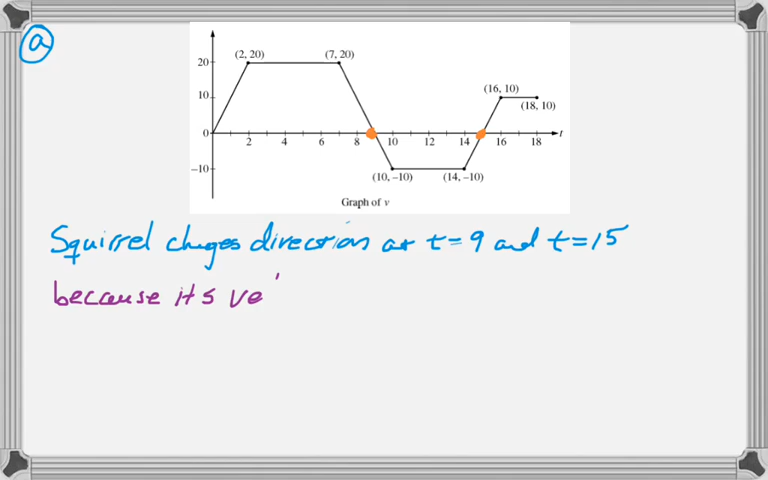 a
(2, 20) (7, 20)
20
(16, 10)
10
(18, 10)
0 2 4 6 8 10 12 14 16 18 t
−10
(10, −10) (14, −10)
Graph of v
Squirrel changes direction at t=9 and t=15
because its ve